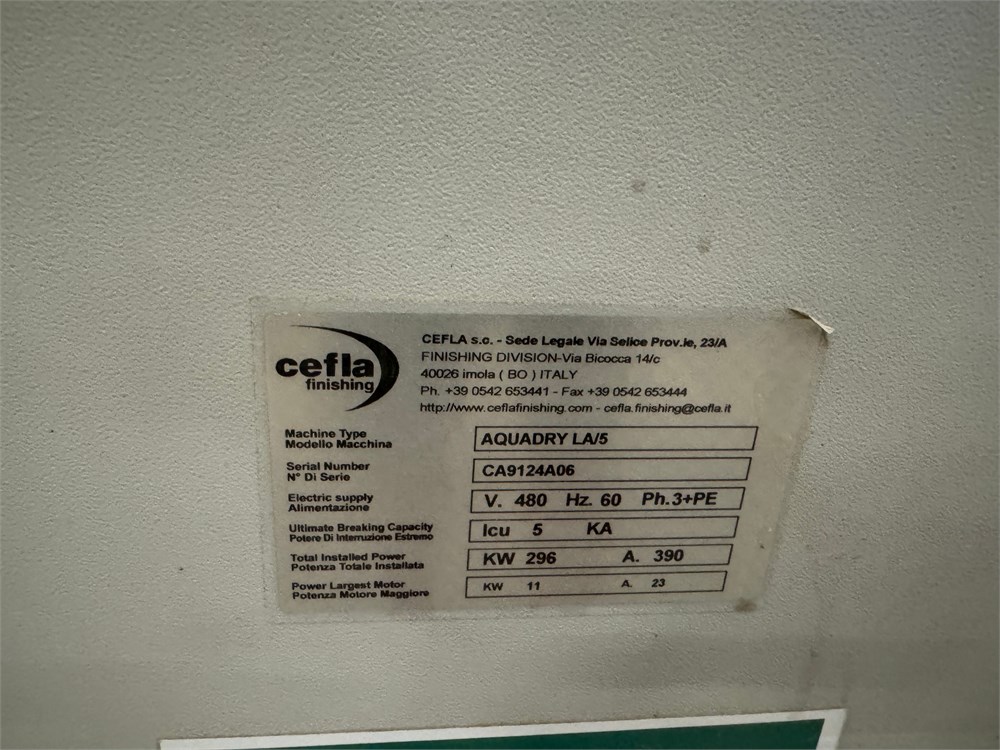 cefla
finishing
CEFLA s.c. - Sede Legale Via Selice Prov.le, 23/A
FINISHING DIVISION-Via Bicocca 14/c
40026 imola ( BO ) ITALY
Ph. +39 0542 653441 - Fax +39 0542 653444
http://www.ceflafinishing.com - cefla.finishing@cefla.it
Machine Type
Modello Macchina
AQUADRY LA/5
Serial Number
N° Di Serie
CA9124A06
Electric supply
Alimentazione
V. 480 Hz. 60 Ph.3+PE
Ultimate Breaking Capacity
Potere Di Interruzione Estremo
Icu 5 KA
Total Installed Power
Potenza Totale Installata
KW 296 A. 390
Power Largest Motor
Potenza Motore Maggiore
KW 11 A. 23